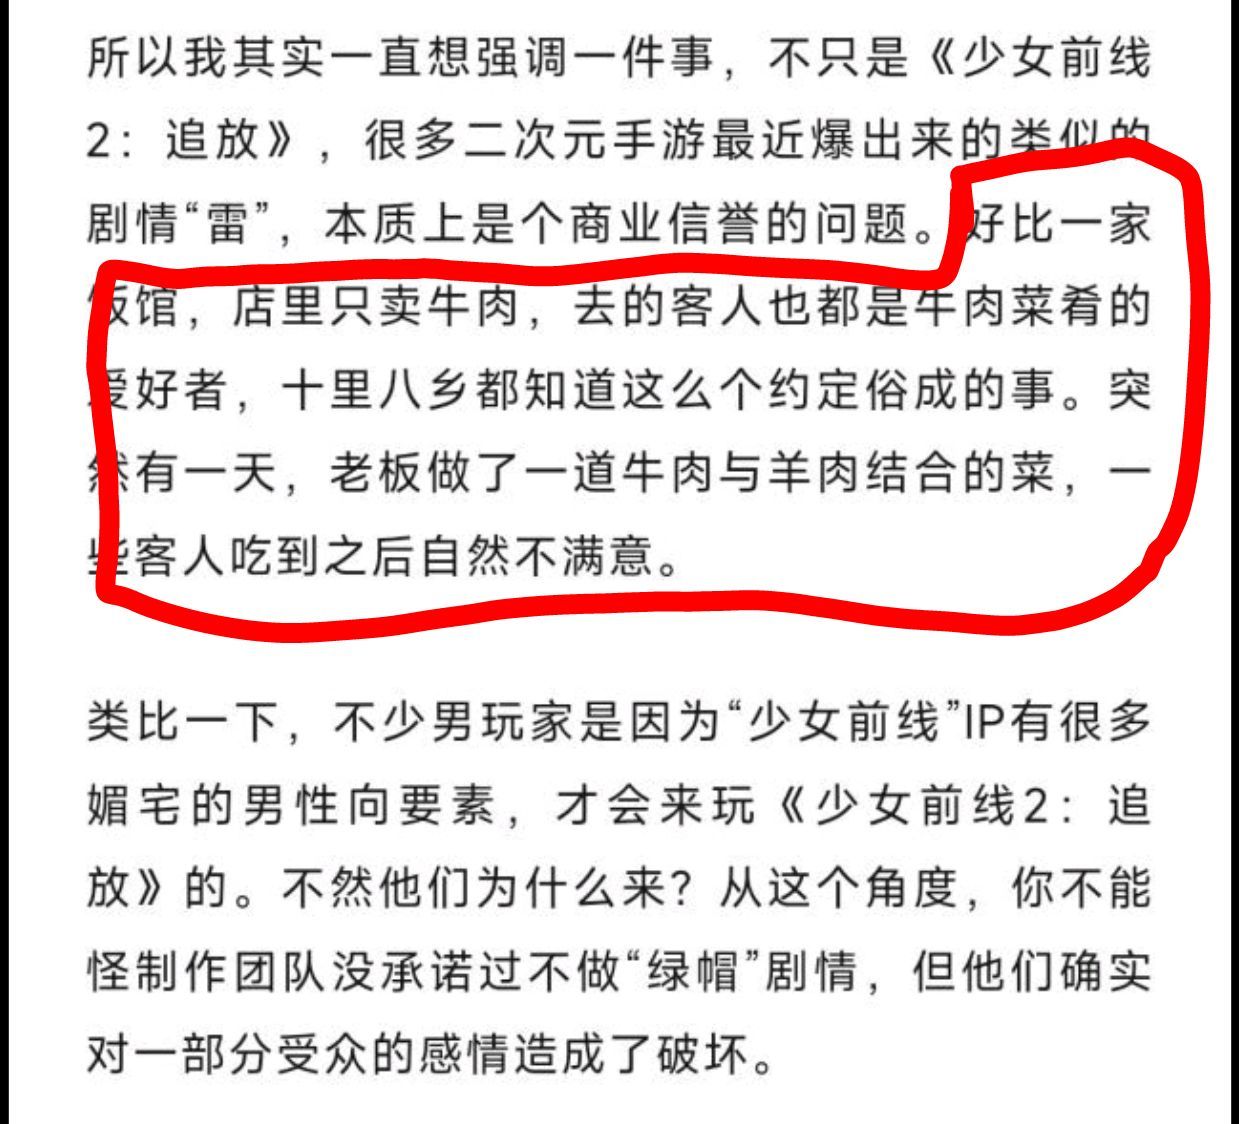 所以我其实一直想强调一件事，不只是《少女前线
2：追放》，很多二次元手游最近爆出来的类似的
剧情“雷”，本质上是个商业信誉的问题。好比一家
饭馆，店里只卖牛肉，去的客人也都是牛肉菜肴的
爱好者，十里八乡都知道这么个约定俗成的事。突
然有一天，老板做了一道牛肉与羊肉结合的菜，一
些客人吃到之后自然不满意。
类比一下，不少男玩家是因为“少女前线”IP有很多
媚宅的男性向要素，才会来玩《少女前线2：追
放》的。不然他们为什么来？从这个角度，你不能
怪制作团队没承诺过不做“绿帽”剧情，但他们确实
对一部分受众的感情造成了破坏。